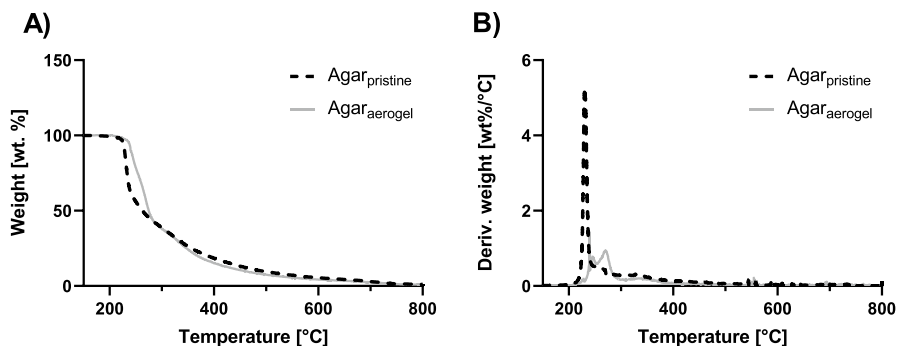 A)
150
100
50
0
Weight [wt. %]
200 400 600 800
Temperature [°C]
Agarpristine
Agaraerogel
B)
6
4
2
0
Deriv. weight [wt%/°C]
200 400 600 800
Temperature [°C]
Agarpristine
Agaraerogel